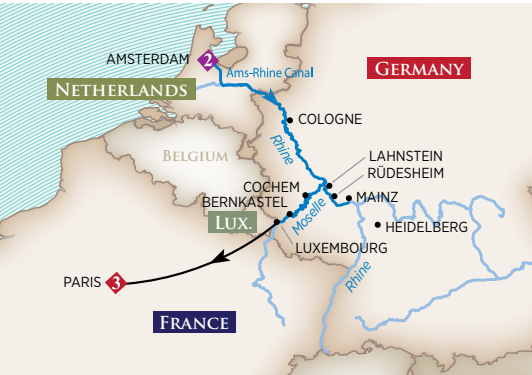 AMSTERDAM
2
Ams-Rhine Canal
GERMANY
NETHERLANDS
COLOGNE
Rhine
BELGIUM
LAHNSTEIN
RÜDESHEIM
COCHEM
MAINZ
BERNKASTEL
Moselle
LUX.
HEIDELBERG
LUXEMBOURG
Rhine
PARIS
3
FRANCE